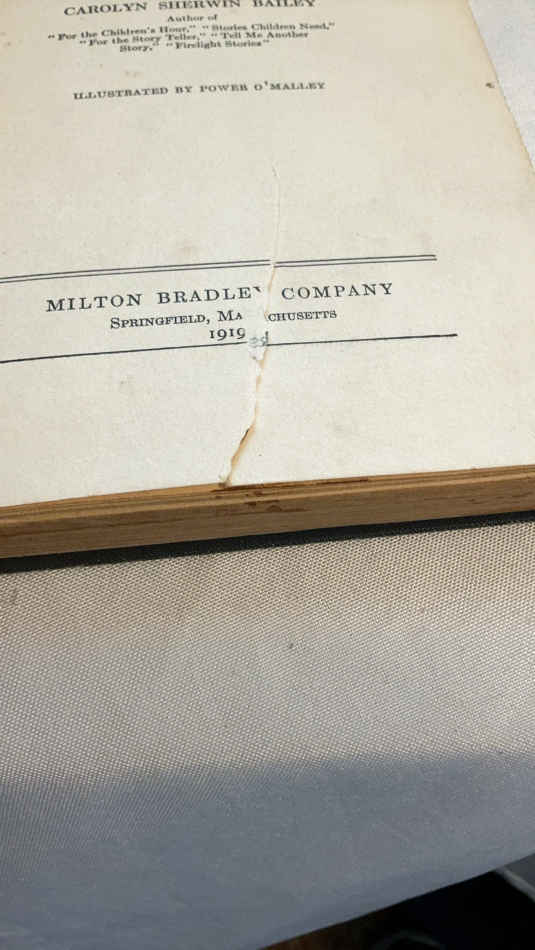 CAROLYN SHERWIN BAILEY
Author of
"For the Children's Hour," "Stories Children Need,"
"For the Story Teller," "Tell Me Another
Story," "Firelight Stories"
ILLUSTRATED BY POWER O'MALLEY
MILTON BRADLEY COMPANY
SPRINGFIELD, MA CHUSETTS
1919